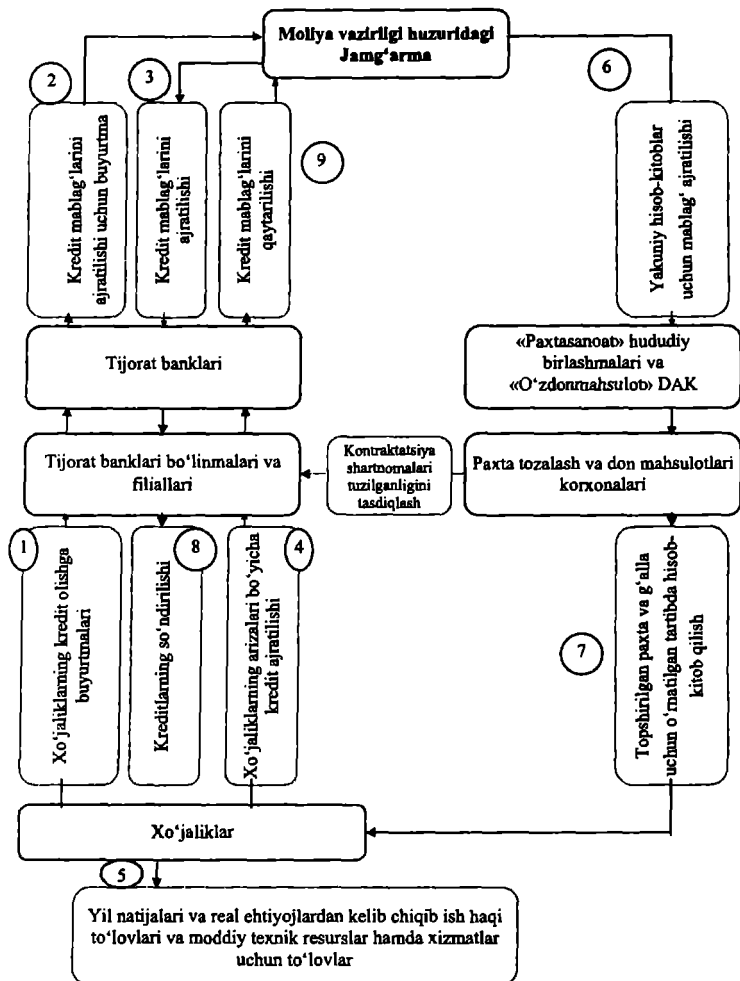 Moliya vazirligi huzuridagi
Jamg‘arma
2
3
6
9
Kredit mablag‘larini
ajratilishi uchun buyurtma
Kredit mablag‘larini
ajratilishi
Kredit mablag‘larini
qaytarilishi
Yakuniy hisob-kitoblar
uchun mablag‘ ajratilishi
Tijorat banklari
«Paxtasanoat» hududiy
birlashmalari va
«O‘zdonmahsulot» DAK
Tijorat banklari bo‘linmalari va
filiallari
Kontraktatsiya
shartnomalari
tuzilganligini
tasdiqlash
Paxta tozalash va don mahsulotlari
korxonalari
1
8
4
7
Xo‘jaliklarning kredit olishga
buyurtmalari
Kreditlarning so‘ndirilishi
Xo‘jaliklarning arizalari bo‘yicha
kredit ajratilishi
Topshirilgan paxta va g‘alla
uchun o‘rnatilgan tartibda hisob-
kitob qilish
Xo‘jaliklar
5
Yil natijalari va real ehtiyojlardan kelib chiqib ish haqi
to‘lovlari va moddiy texnik resurslar hamda xizmatlar
uchun to‘lovlar